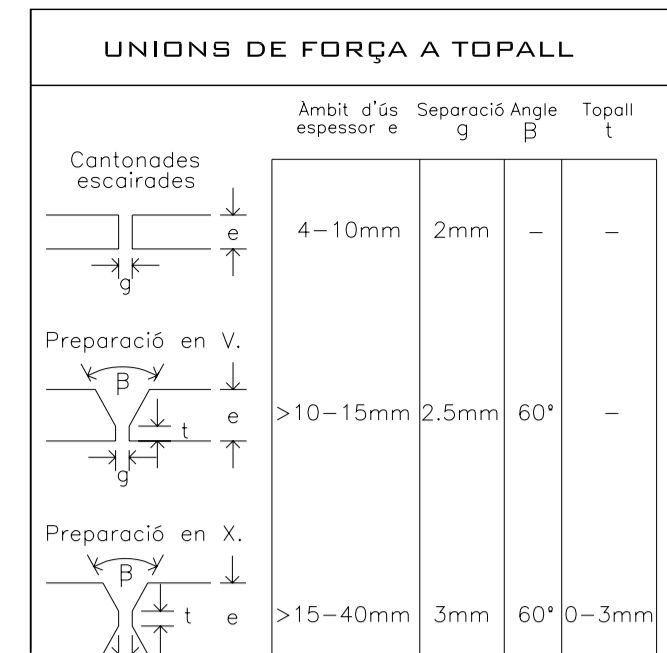 UNIONS DE FORÇA A TOPALL
Àmbit d'ús Separació Angle Topall
espessor e g β t
Cantonades
escairades
e
g
4-10mm 2mm - -
Preparació en V.
β
e
t
g
>10-15mm 2.5mm 60° -
Preparació en X.
β
t e
>15-40mm 3mm 60° 0-3mm